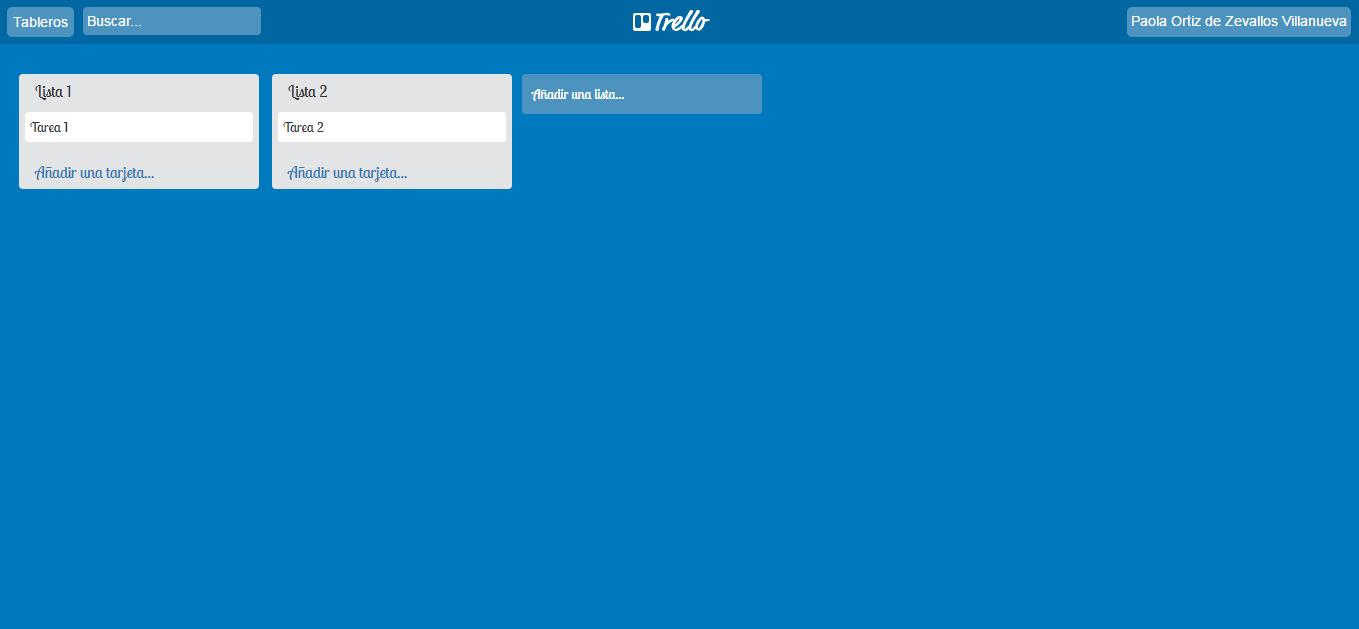 Tableros
Buscar...
Trello
Paola Ortiz de Zevallos Villanueva
Lista 1
Tarea 1
Añadir una tarjeta...
Lista 2
Tarea 2
Añadir una tarjeta...
Añadir una lista...